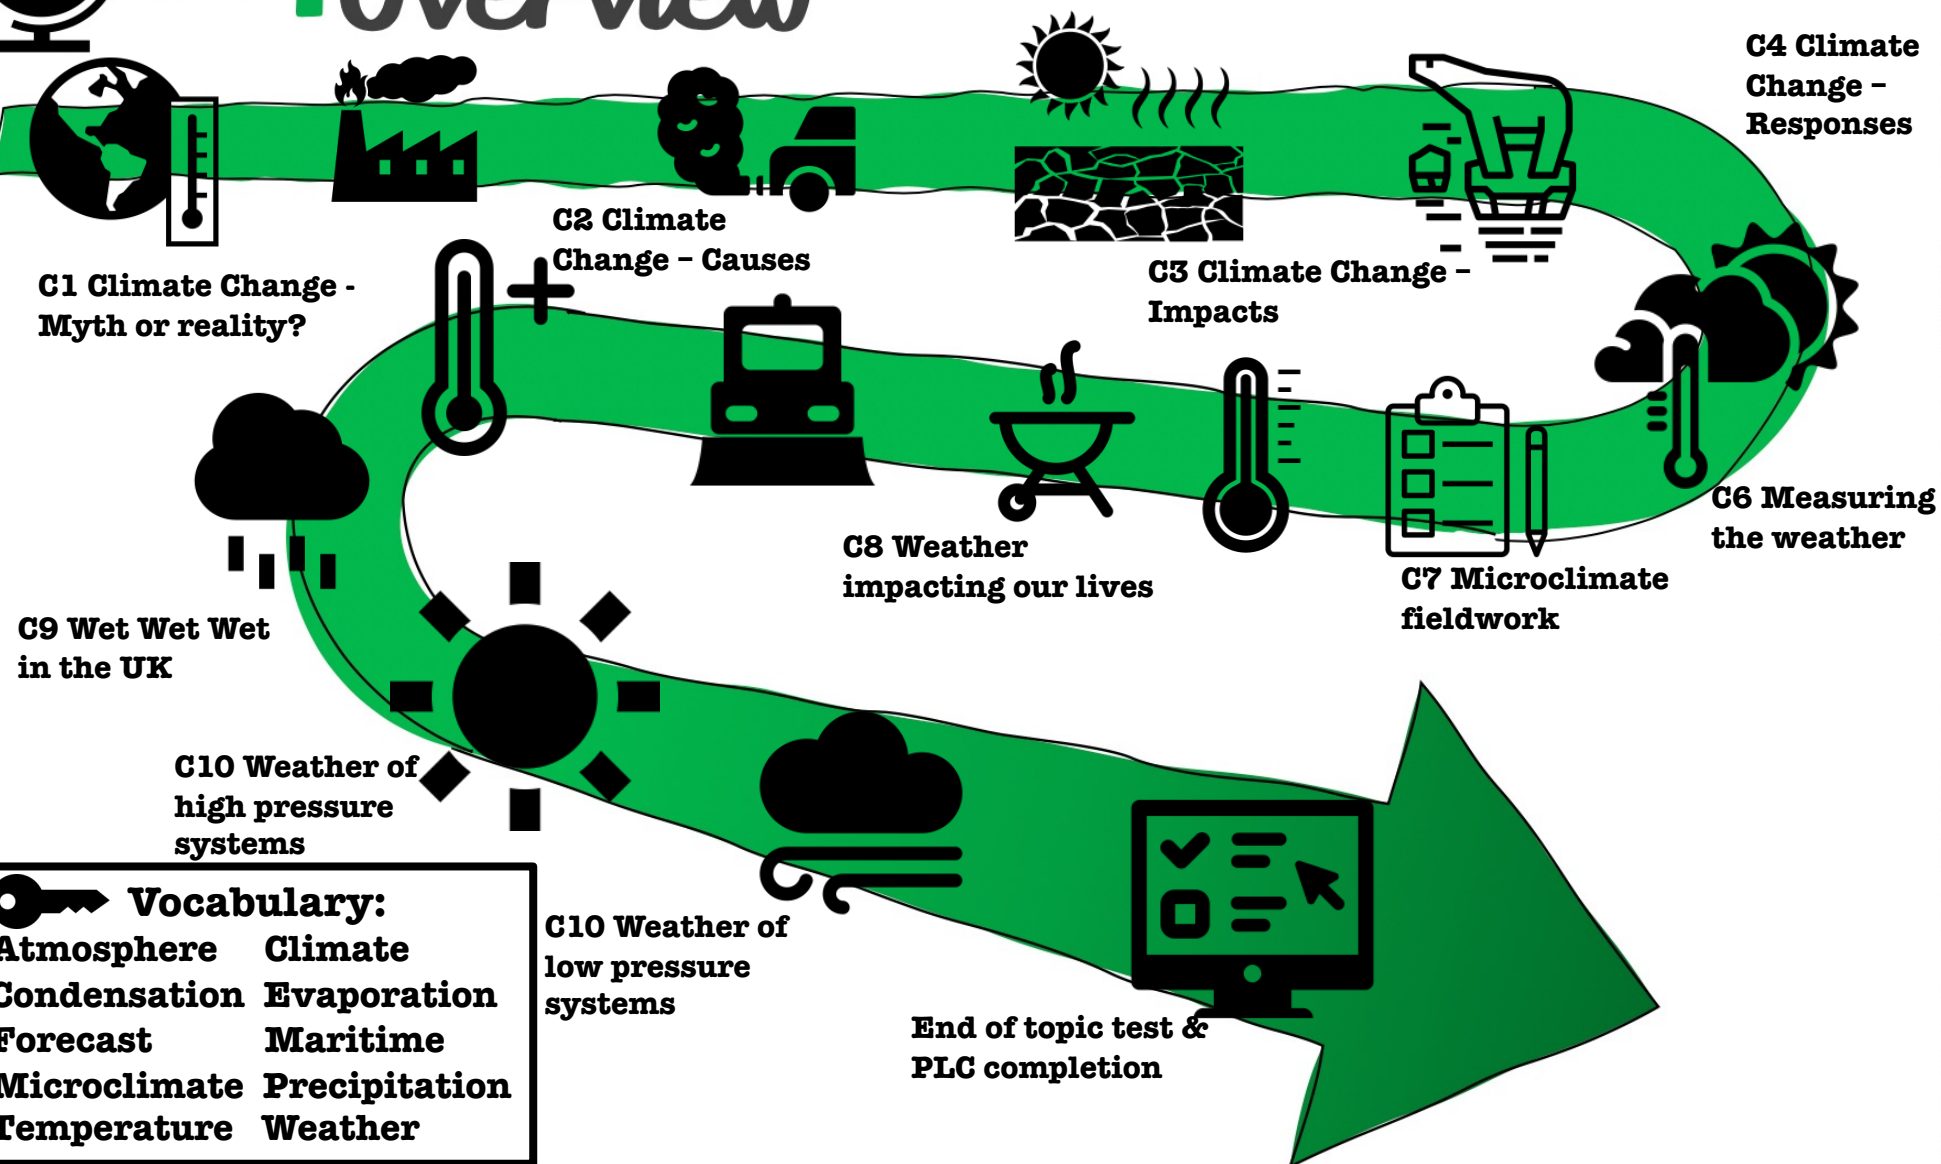 overview
C4 Climate
Change –
Responses
C2 Climate
Change – Causes
C1 Climate Change -
Myth or reality?
C3 Climate Change –
Impacts
C6 Measuring
the weather
C8 Weather
impacting our lives
C7 Microclimate
fieldwork
C9 Wet Wet Wet
in the UK
C10 Weather of
high pressure
systems
C10 Weather of
low pressure
systems
End of topic test &
PLC completion
Vocabulary:
Atmosphere Climate
Condensation Evaporation
Forecast Maritime
Microclimate Precipitation
Temperature Weather